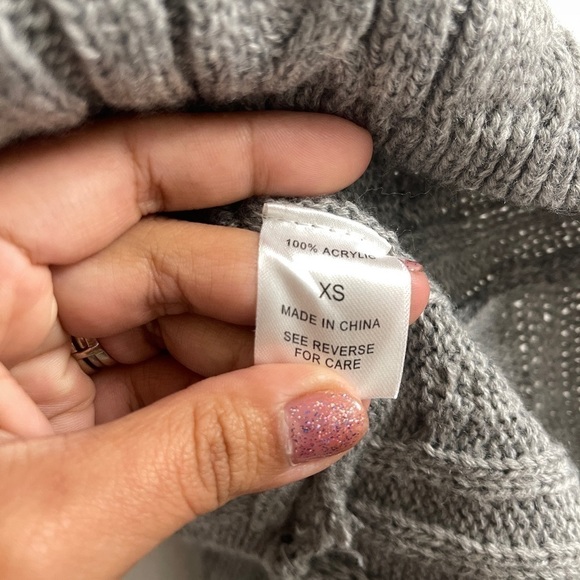 100% ACRYLIC
XS
MADE IN CHINA
SEE REVERSE
FOR CARE